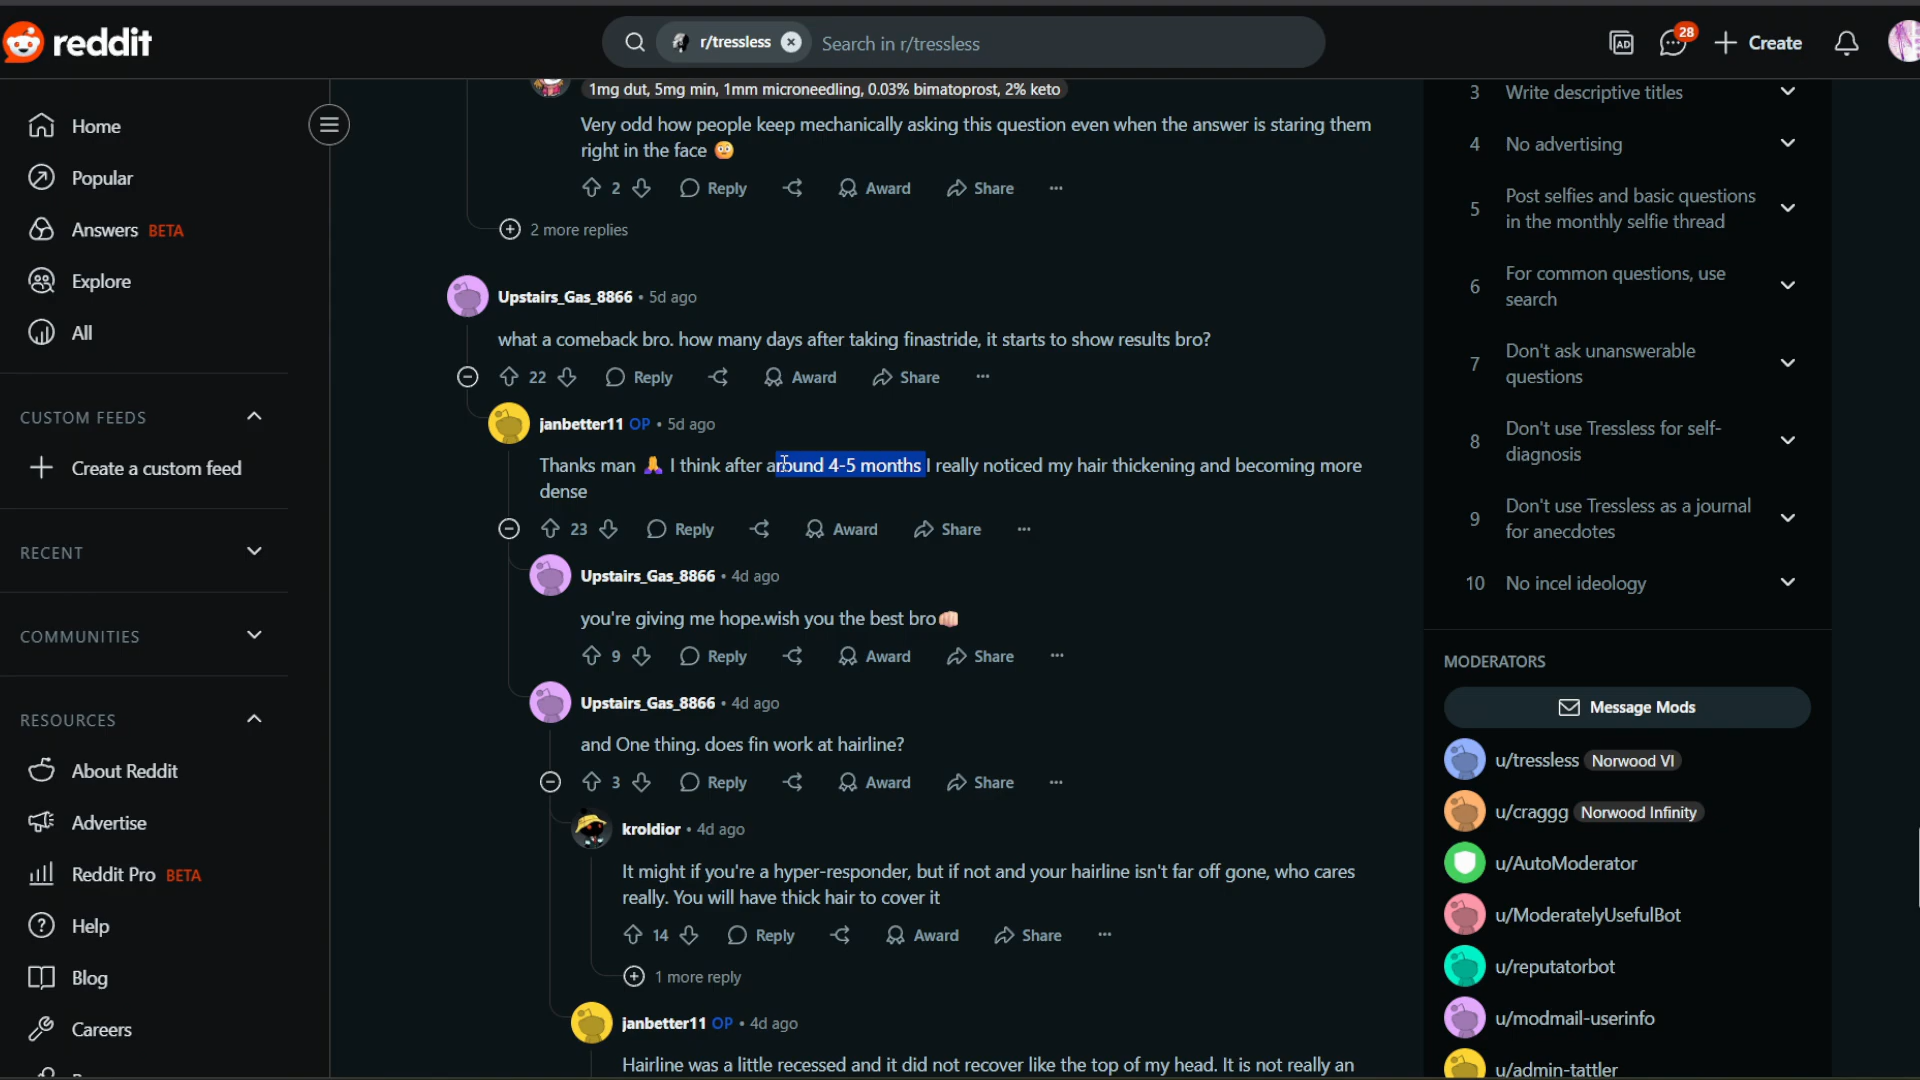 reddit
r/tressless
Search in r/tressless
AD
28
Create
Home
Popular
Answers BETA
Explore
All
CUSTOM FEEDS
Create a custom feed
RECENT
COMMUNITIES
RESOURCES
About Reddit
Advertise
Reddit Pro BETA
Help
Blog
Careers
1mg dut, 5mg min, 1mm microneedling, 0.03% bimatoprost, 2% keto
Very odd how people keep mechanically asking this question even when the answer is staring them
right in the face 😳
2 Reply Award Share
2 more replies
Upstairs_Gas_8866 • 5d ago
what a comeback bro. how many days after taking finastride, it starts to show results bro?
22 Reply Award Share
janbetter11 OP • 5d ago
Thanks man 🙏 I think after around 4-5 months I really noticed my hair thickening and becoming more
dense
23 Reply Award Share
Upstairs_Gas_8866 • 4d ago
you're giving me hope.wish you the best bro👊🏻
9 Reply Award Share
Upstairs_Gas_8866 • 4d ago
and One thing. does fin work at hairline?
3 Reply Award Share
kroldior • 4d ago
It might if you're a hyper-responder, but if not and your hairline isn't far off gone, who cares
really. You will have thick hair to cover it
14 Reply Award Share
1 more reply
janbetter11 OP • 4d ago
Hairline was a little recessed and it did not recover like the top of my head. It is not really an
3 Write descriptive titles
4 No advertising
5 Post selfies and basic questions
in the monthly selfie thread
6 For common questions, use
search
7 Don't ask unanswerable
questions
8 Don't use Tressless for self-
diagnosis
9 Don't use Tressless as a journal
for anecdotes
10 No incel ideology
MODERATORS
Message Mods
u/tressless Norwood VI
u/craggg Norwood Infinity
u/AutoModerator
u/ModeratelyUsefulBot
u/reputatorbot
u/modmail-userinfo
u/admin-tattler